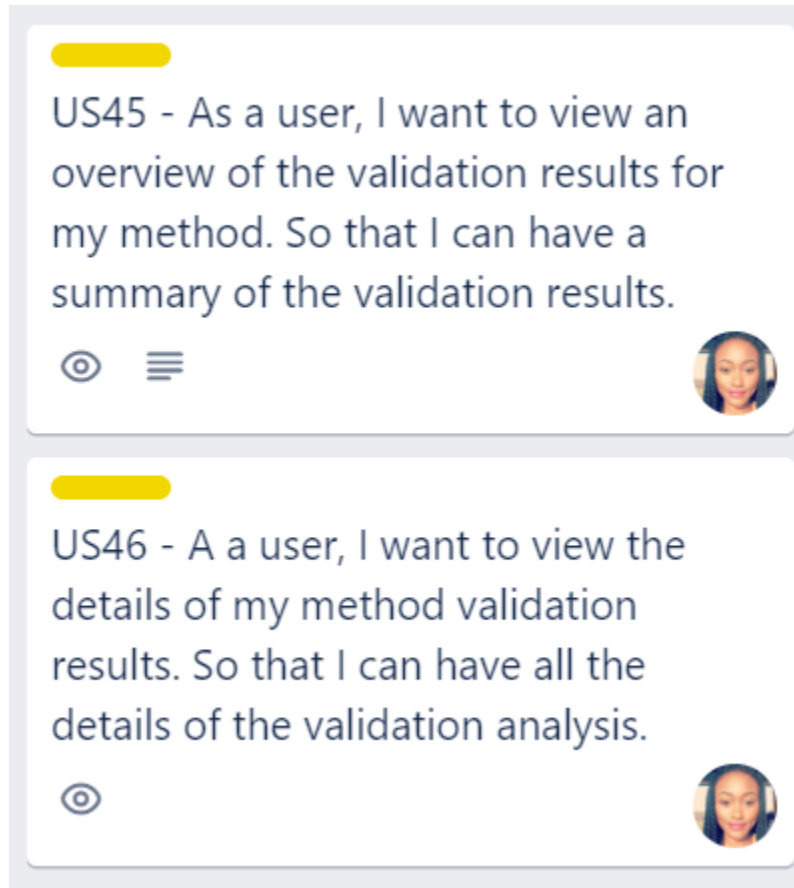 US45 - As a user, I want to view an
overview of the validation results for
my method. So that I can have a
summary of the validation results.
US46 - A a user, I want to view the
details of my method validation
results. So that I can have all the
details of the validation analysis.